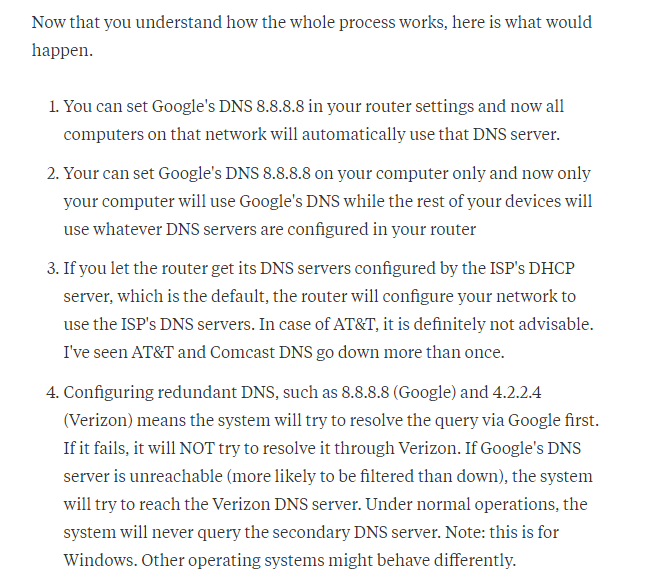 Now that you understand how the whole process works, here is what would
happen.
1. You can set Google's DNS 8.8.8.8 in your router settings and now all
computers on that network will automatically use that DNS server.
2. Your can set Google's DNS 8.8.8.8 on your computer only and now only
your computer will use Google's DNS while the rest of your devices will
use whatever DNS servers are configured in your router
3. If you let the router get its DNS servers configured by the ISP's DHCP
server, which is the default, the router will configure your network to
use the ISP's DNS servers. In case of AT&T, it is definitely not advisable.
I've seen AT&T and Comcast DNS go down more than once.
4. Configuring redundant DNS, such as 8.8.8.8 (Google) and 4.2.2.4
(Verizon) means the system will try to resolve the query via Google first.
If it fails, it will NOT try to resolve it through Verizon. If Google's DNS
server is unreachable (more likely to be filtered than down), the system
will try to reach the Verizon DNS server. Under normal operations, the
system will never query the secondary DNS server. Note: this is for
Windows. Other operating systems might behave differently.